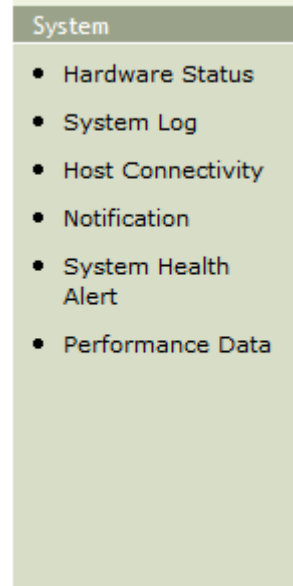 System
Hardware Status
System Log
Host Connectivity
Notification
System Health
Alert
Performance Data